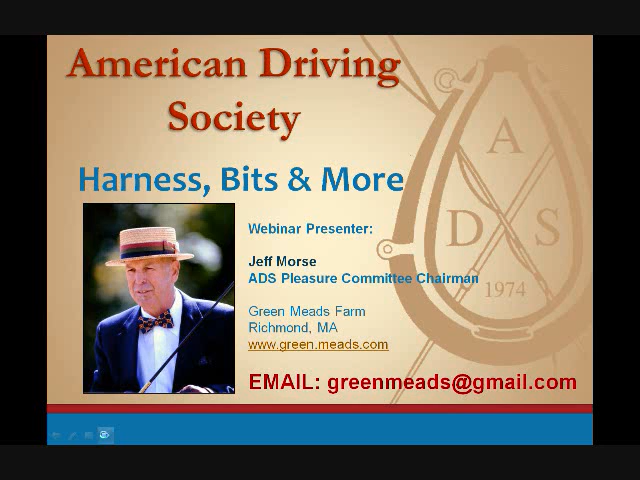 American Driving
Society
Harness, Bits & More
Webinar Presenter:
Jeff Morse
ADS Pleasure Committee Chairman
Green Meads Farm
Richmond, MA
www.green.meads.com
EMAIL: greenmeads@gmail.com
A
D S
1974